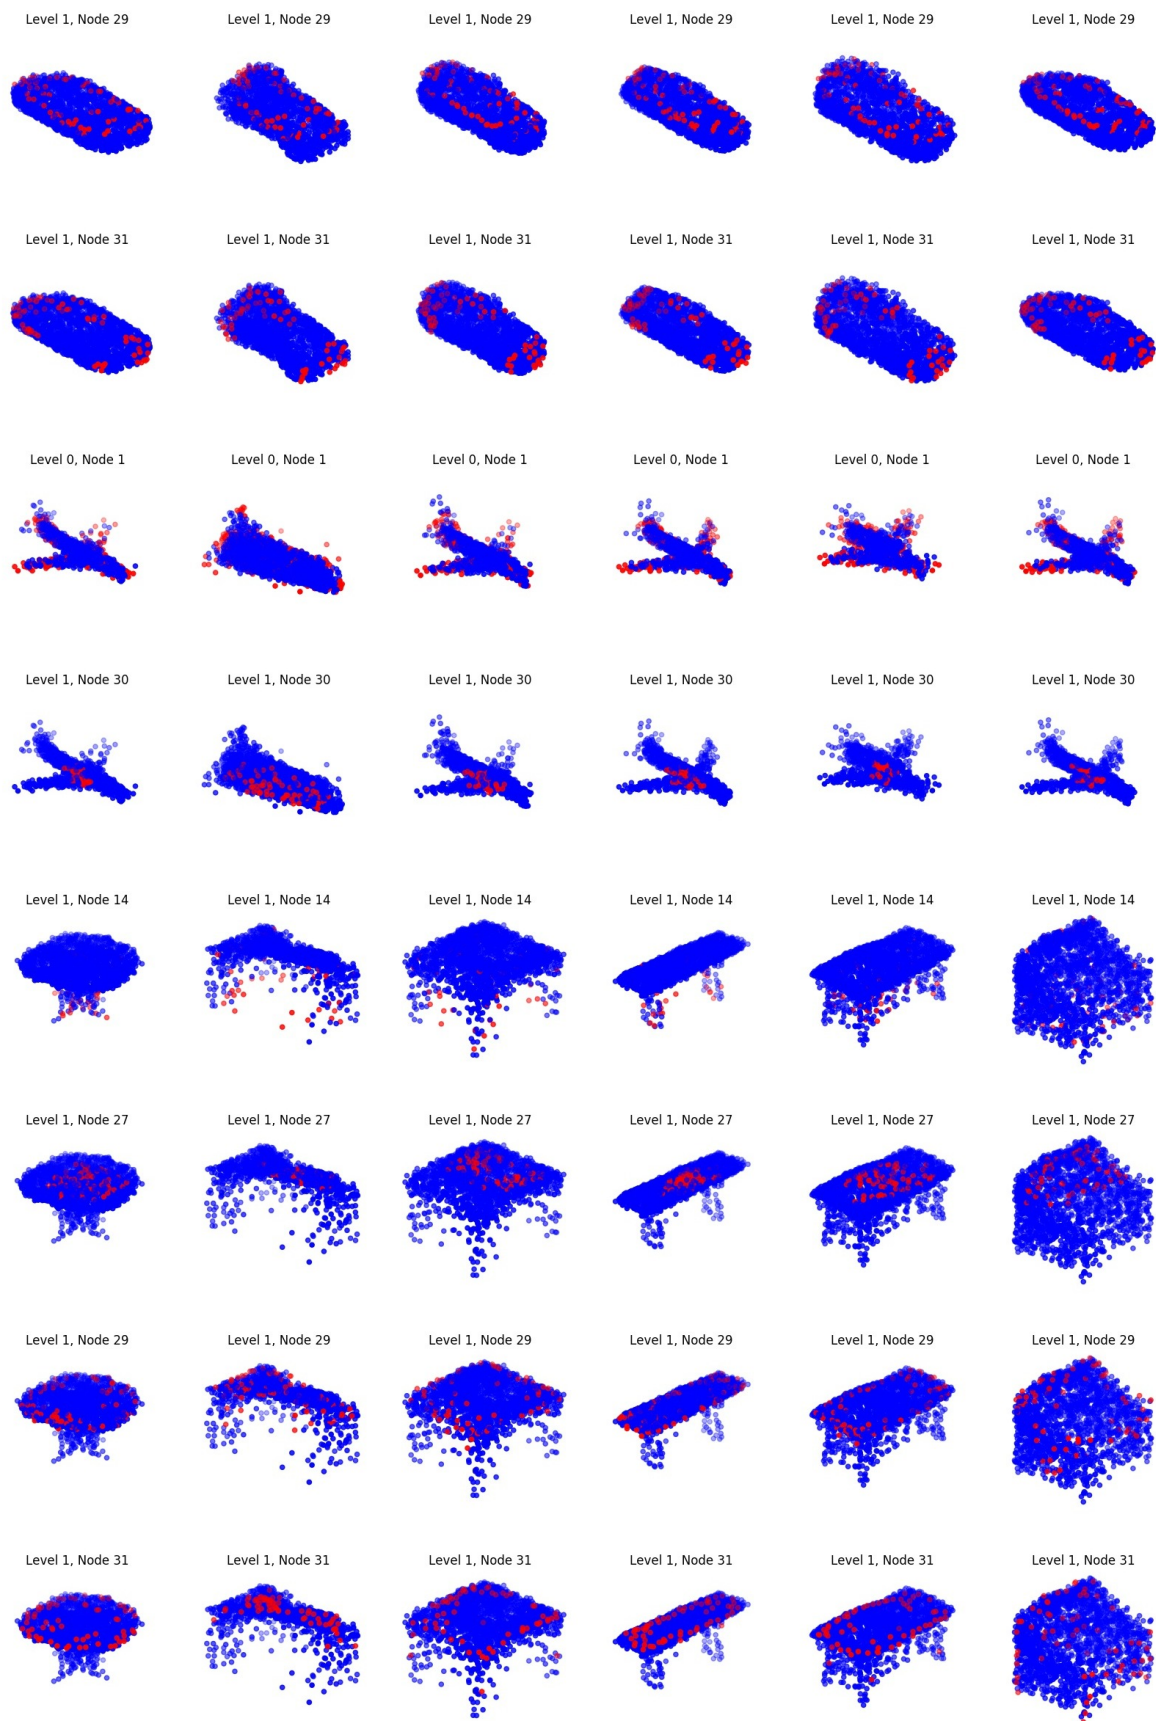 Level 1, Node 29 Level 1, Node 29 Level 1, Node 29 Level 1, Node 29 Level 1, Node 29 Level 1, Node 29
Level 1, Node 31 Level 1, Node 31 Level 1, Node 31 Level 1, Node 31 Level 1, Node 31 Level 1, Node 31
Level 0, Node 1 Level 0, Node 1 Level 0, Node 1 Level 0, Node 1 Level 0, Node 1 Level 0, Node 1
Level 1, Node 30 Level 1, Node 30 Level 1, Node 30 Level 1, Node 30 Level 1, Node 30 Level 1, Node 30
Level 1, Node 14 Level 1, Node 14 Level 1, Node 14 Level 1, Node 14 Level 1, Node 14 Level 1, Node 14
Level 1, Node 27 Level 1, Node 27 Level 1, Node 27 Level 1, Node 27 Level 1, Node 27 Level 1, Node 27
Level 1, Node 29 Level 1, Node 29 Level 1, Node 29 Level 1, Node 29 Level 1, Node 29 Level 1, Node 29
Level 1, Node 31 Level 1, Node 31 Level 1, Node 31 Level 1, Node 31 Level 1, Node 31 Level 1, Node 31